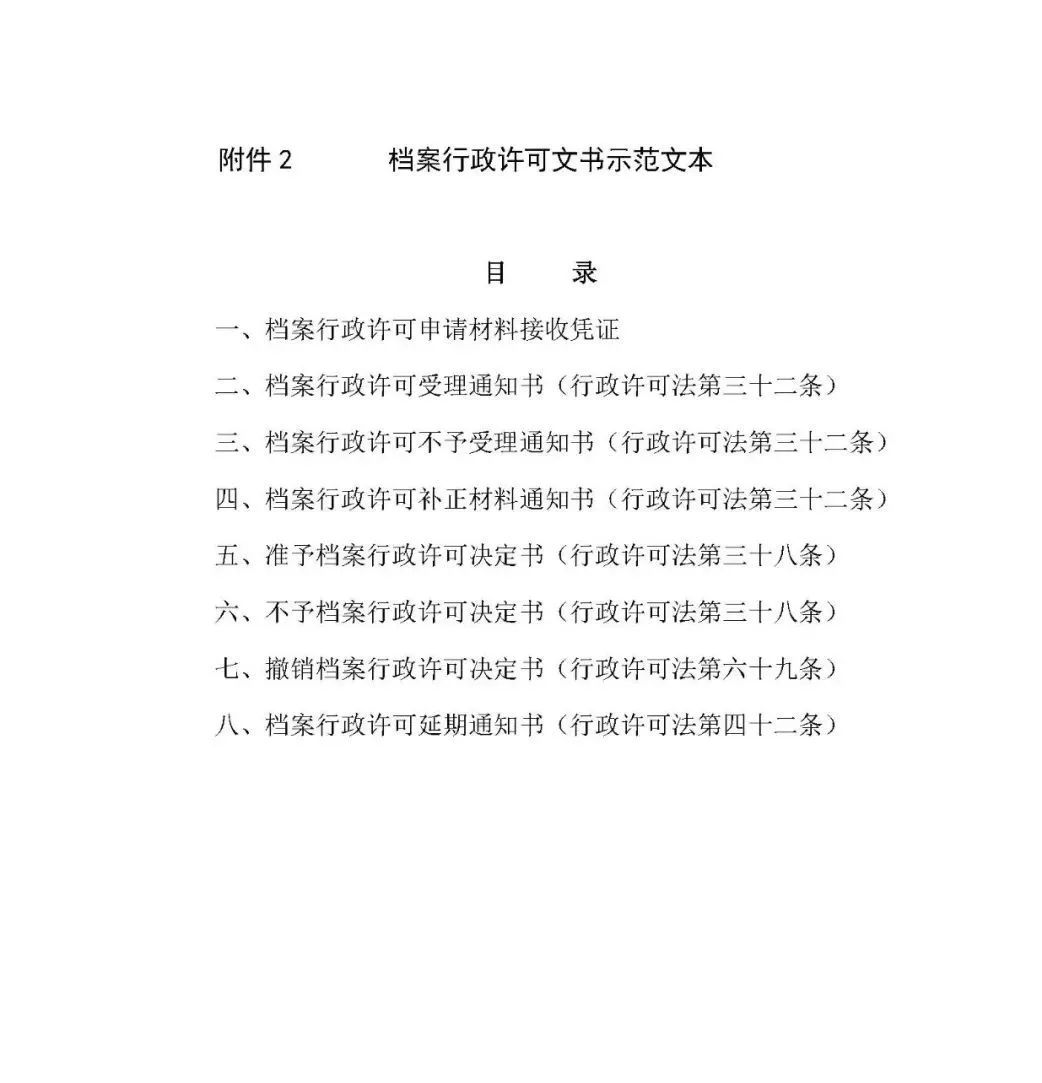 附件 2 档案行政许可文书示范文本
目 录
一、档案行政许可申请材料接收凭证
二、档案行政许可受理通知书（行政许可法第三十二条）
三、档案行政许可不予受理通知书（行政许可法第三十二条）
四、档案行政许可补正材料通知书（行政许可法第三十二条）
五、准予档案行政许可决定书（行政许可法第三十八条）
六、不予档案行政许可决定书（行政许可法第三十八条）
七、撤销档案行政许可决定书（行政许可法第六十九条）
八、档案行政许可延期通知书（行政许可法第四十二条）